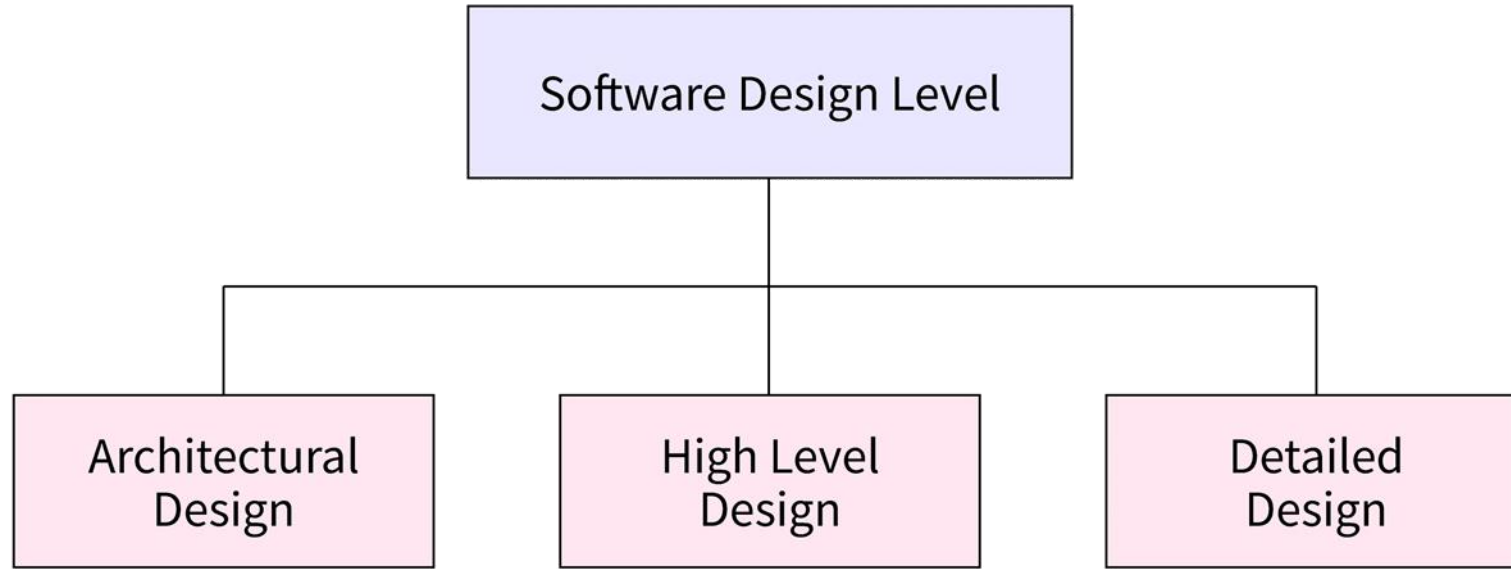 Software Design Level
Architectural
Design
High Level
Design
Detailed
Design